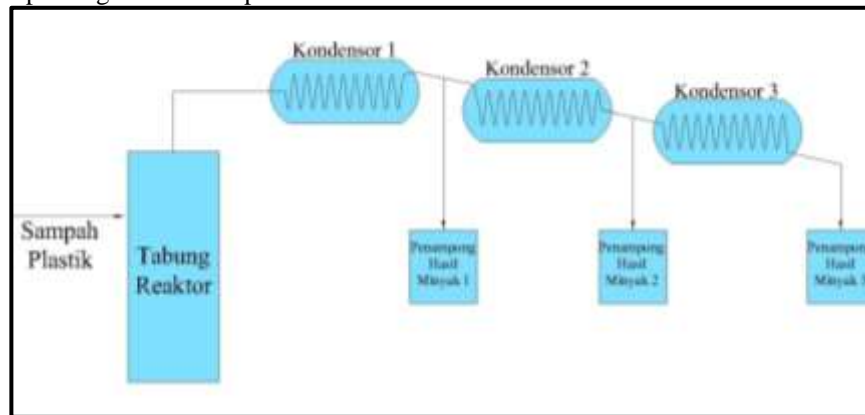 Kondensor 1
Kondensor 2
Kondensor 3
Sampah
Plastik
Tabung
Reaktor
Penampung
Hasil
Minyak 1
Penampung
Hasil
Minyak 2
Penampung
Hasil
Minyak 3